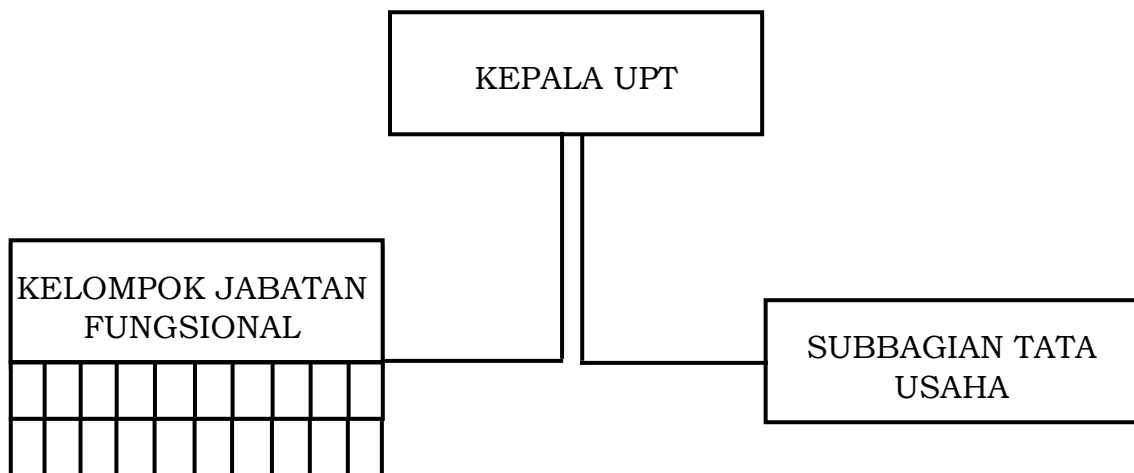 KEPALA UPT
KELOMPOK JABATAN
FUNGSIONAL
SUBBAGIAN TATA
USAHA